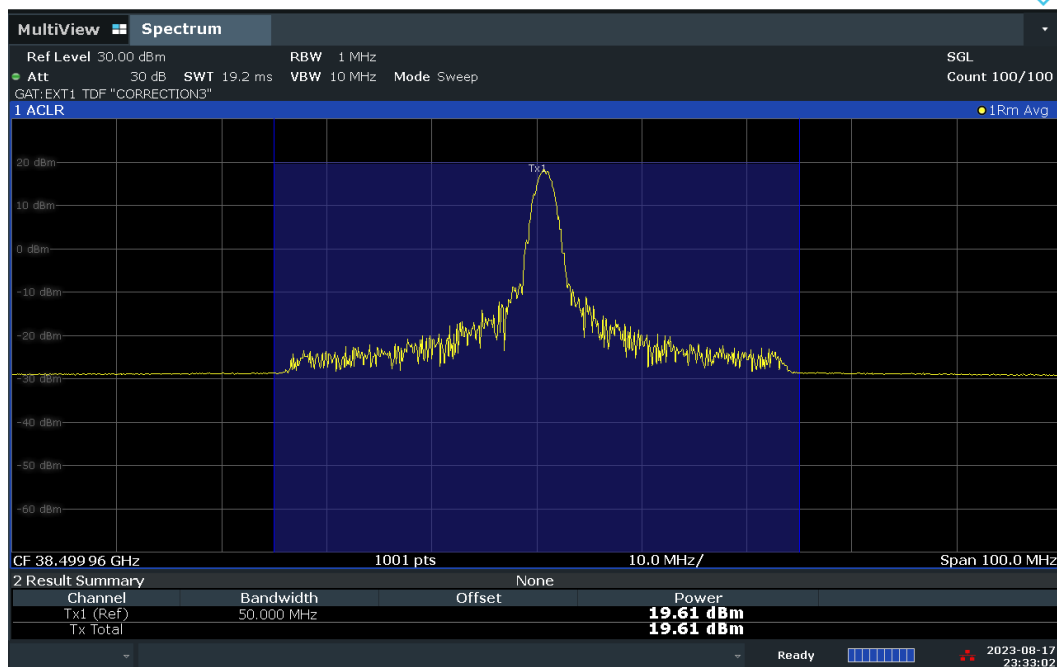 MultiView Spectrum
Ref Level 30.00 dBm RBW 1 MHz SGL
Att 30 dB SWT 19.2 ms VBW 10 MHz Mode Sweep Count 100/100
GAT:EXT1 TDF "CORRECTION3"
1 ACLR 1Rm Avg
20 dBm
Tx1
10 dBm
0 dBm
-10 dBm
-20 dBm
-30 dBm
-40 dBm
-50 dBm
-60 dBm
CF 38.49996 GHz 1001 pts 10.0 MHz/ Span 100.0 MHz
2 Result Summary None
Channel Bandwidth Offset Power
Tx1 (Ref) 50.000 MHz 19.61 dBm
Tx Total 19.61 dBm
Ready 2023-08-17
23:33:02